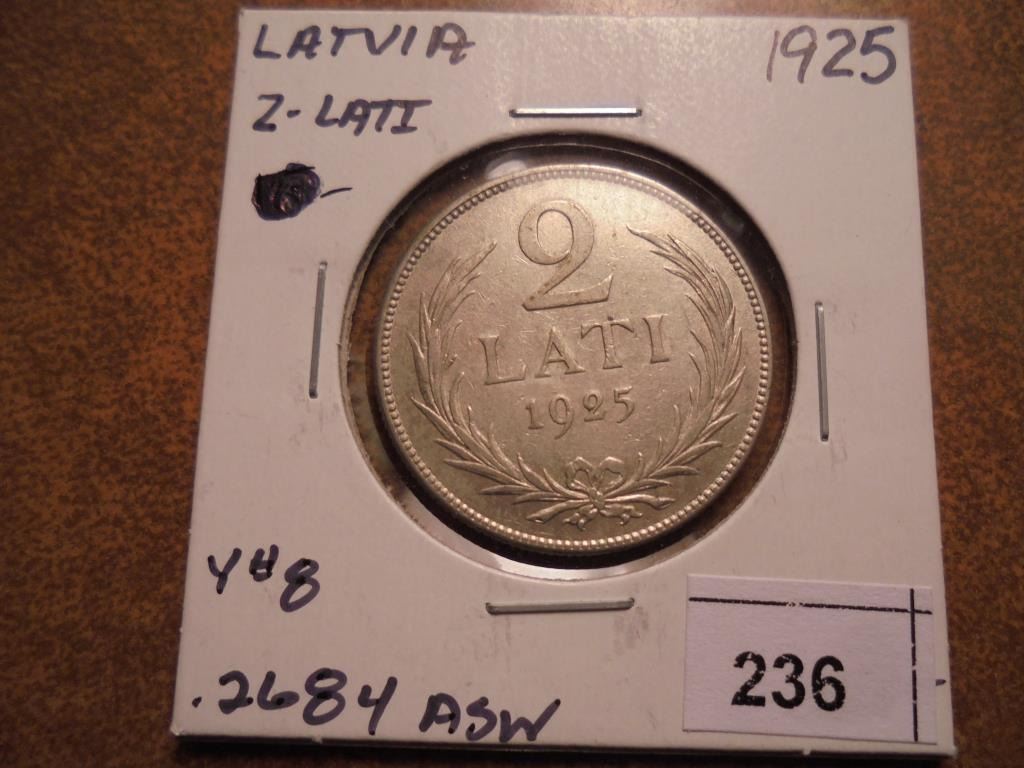 LATVIA 1925
2-LATI
2
LATI
1925
Y#8
.2684 ASW
236